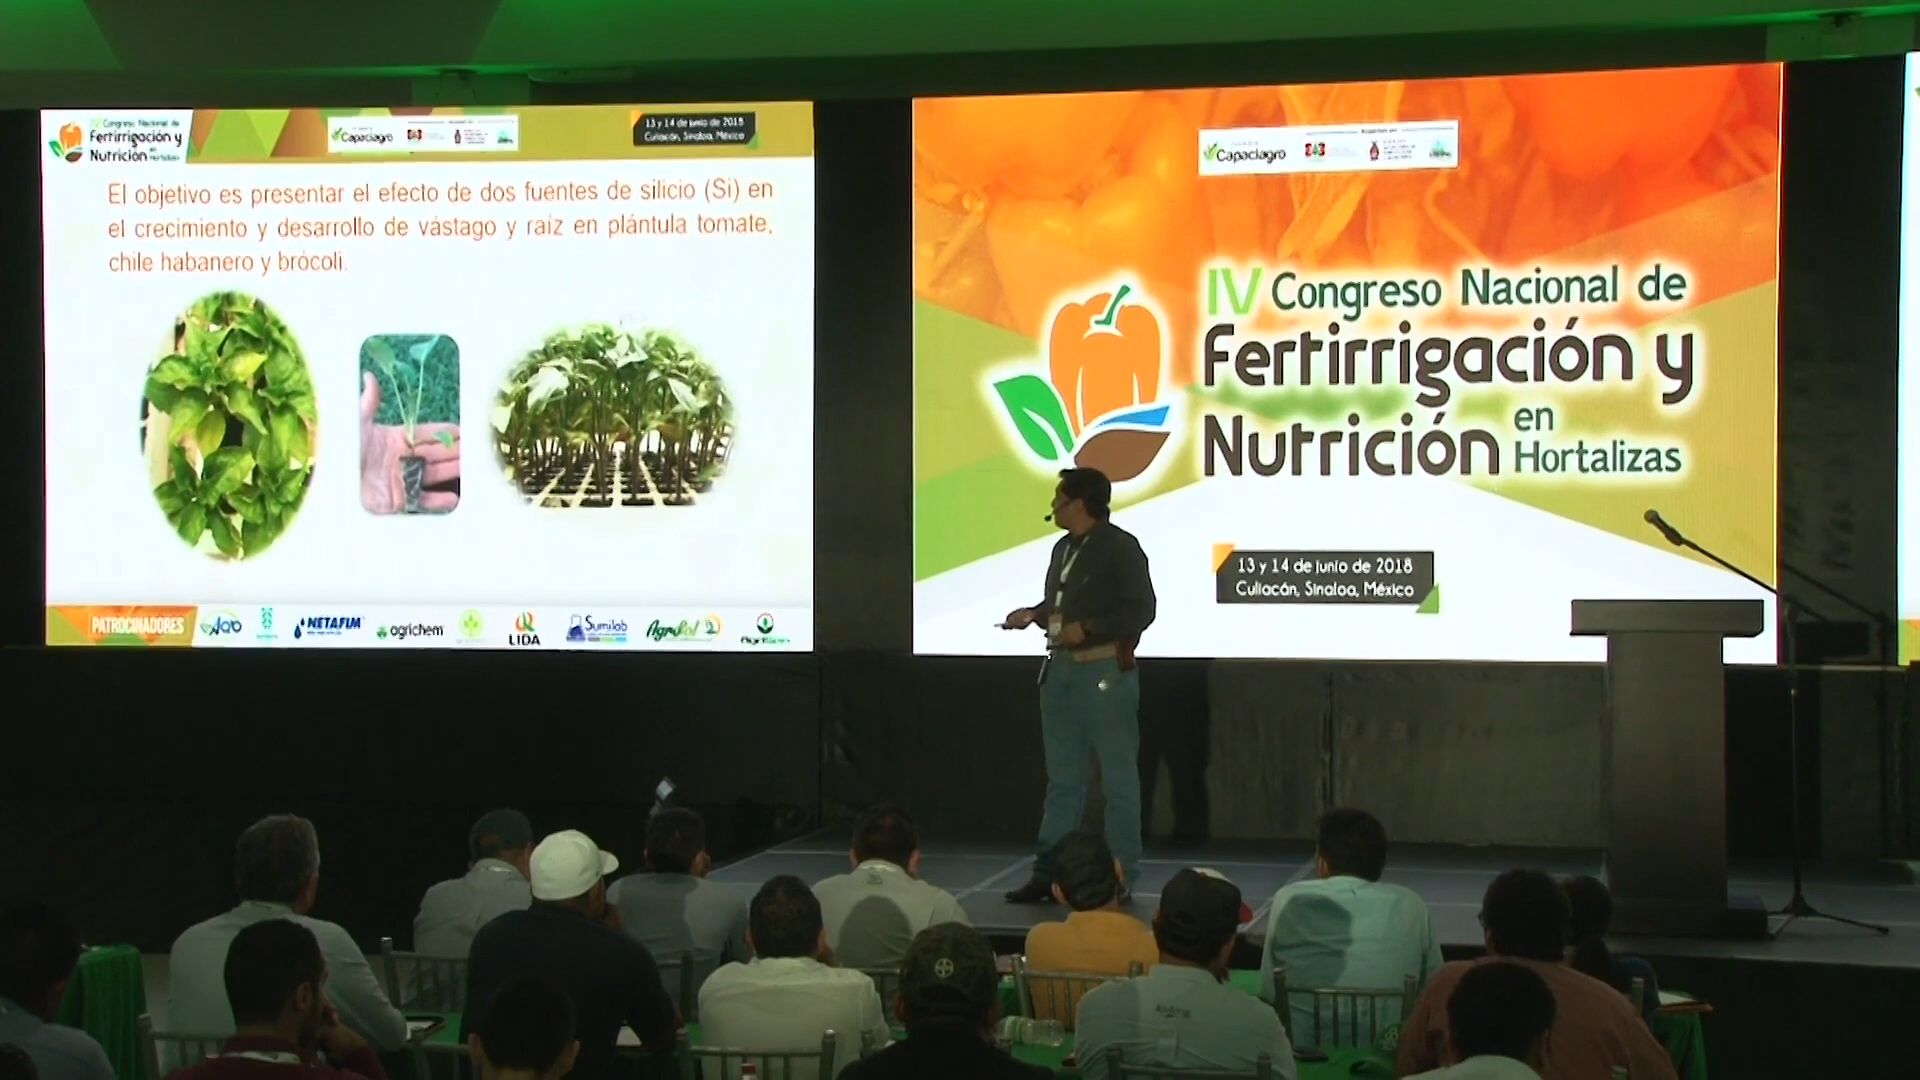 IV Congreso Nacional de
Fertirrigación y
Nutrición en Hortalizas
Capaciagro
13 y 14 de junio de 2018
Culiacán, Sinaloa, México
El objetivo es presentar el efecto de dos fuentes de silicio (Si) en
el crecimiento y desarrollo de vástago y raíz en plántula tomate,
chile habanero y brócoli.
PATROCINADORES
NETAFIM
agrichem
LIDA
Sumilab
Capaciagro
IV Congreso Nacional de
Fertirrigación y
Nutrición en
Hortalizas
13 y 14 de junio de 2018
Culiacán, Sinaloa, México